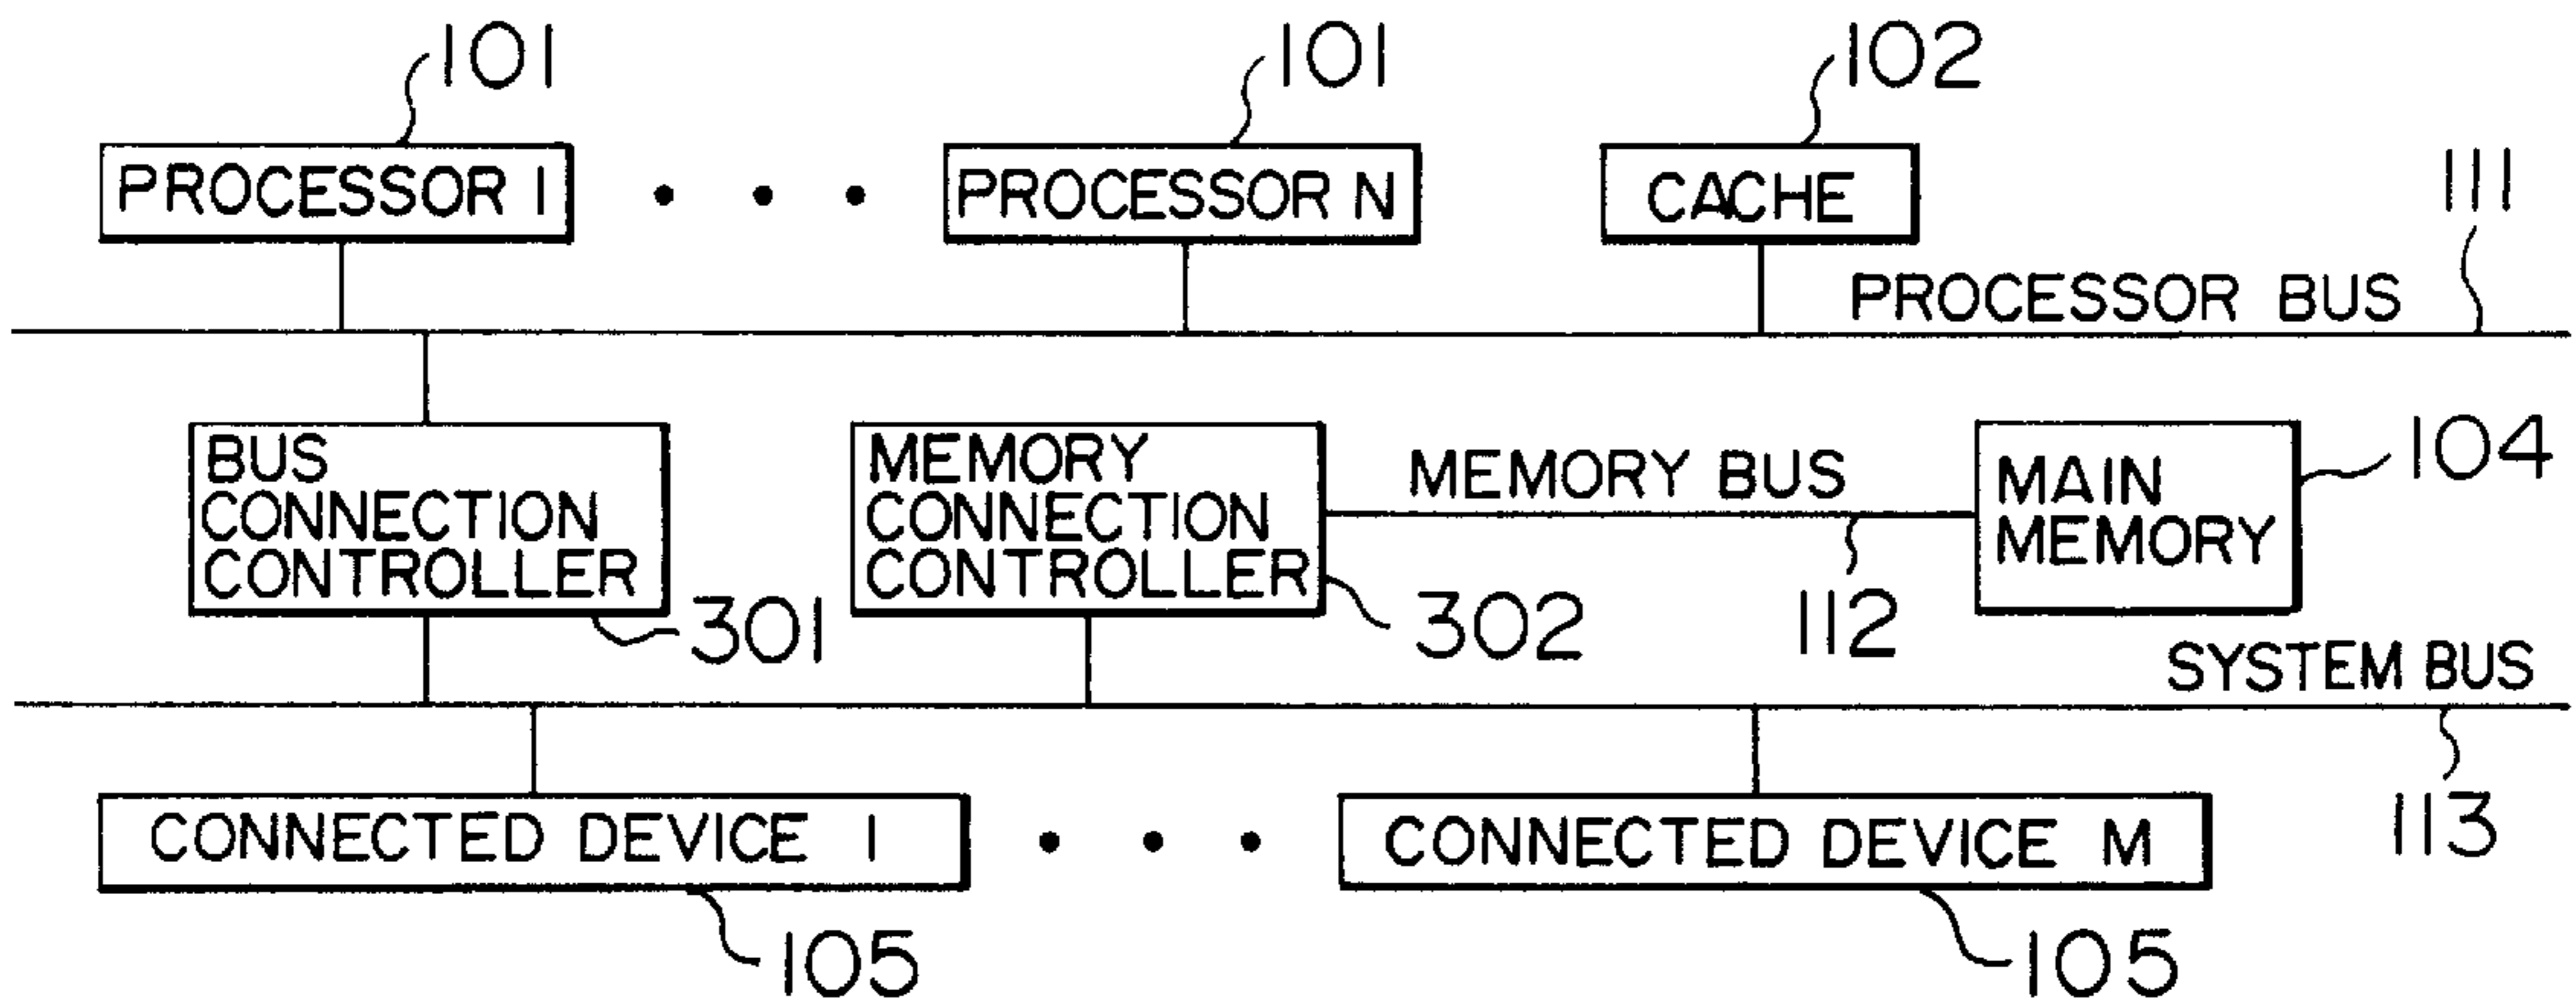 101
101
102
PROCESSOR 1
PROCESSOR N
CACHE
111
PROCESSOR BUS
BUS
CONNECTION
CONTROLLER
301
MEMORY
CONNECTION
CONTROLLER
302
MEMORY BUS
112
MAIN
MEMORY
104
SYSTEM BUS
113
CONNECTED DEVICE 1
CONNECTED DEVICE M
105
105